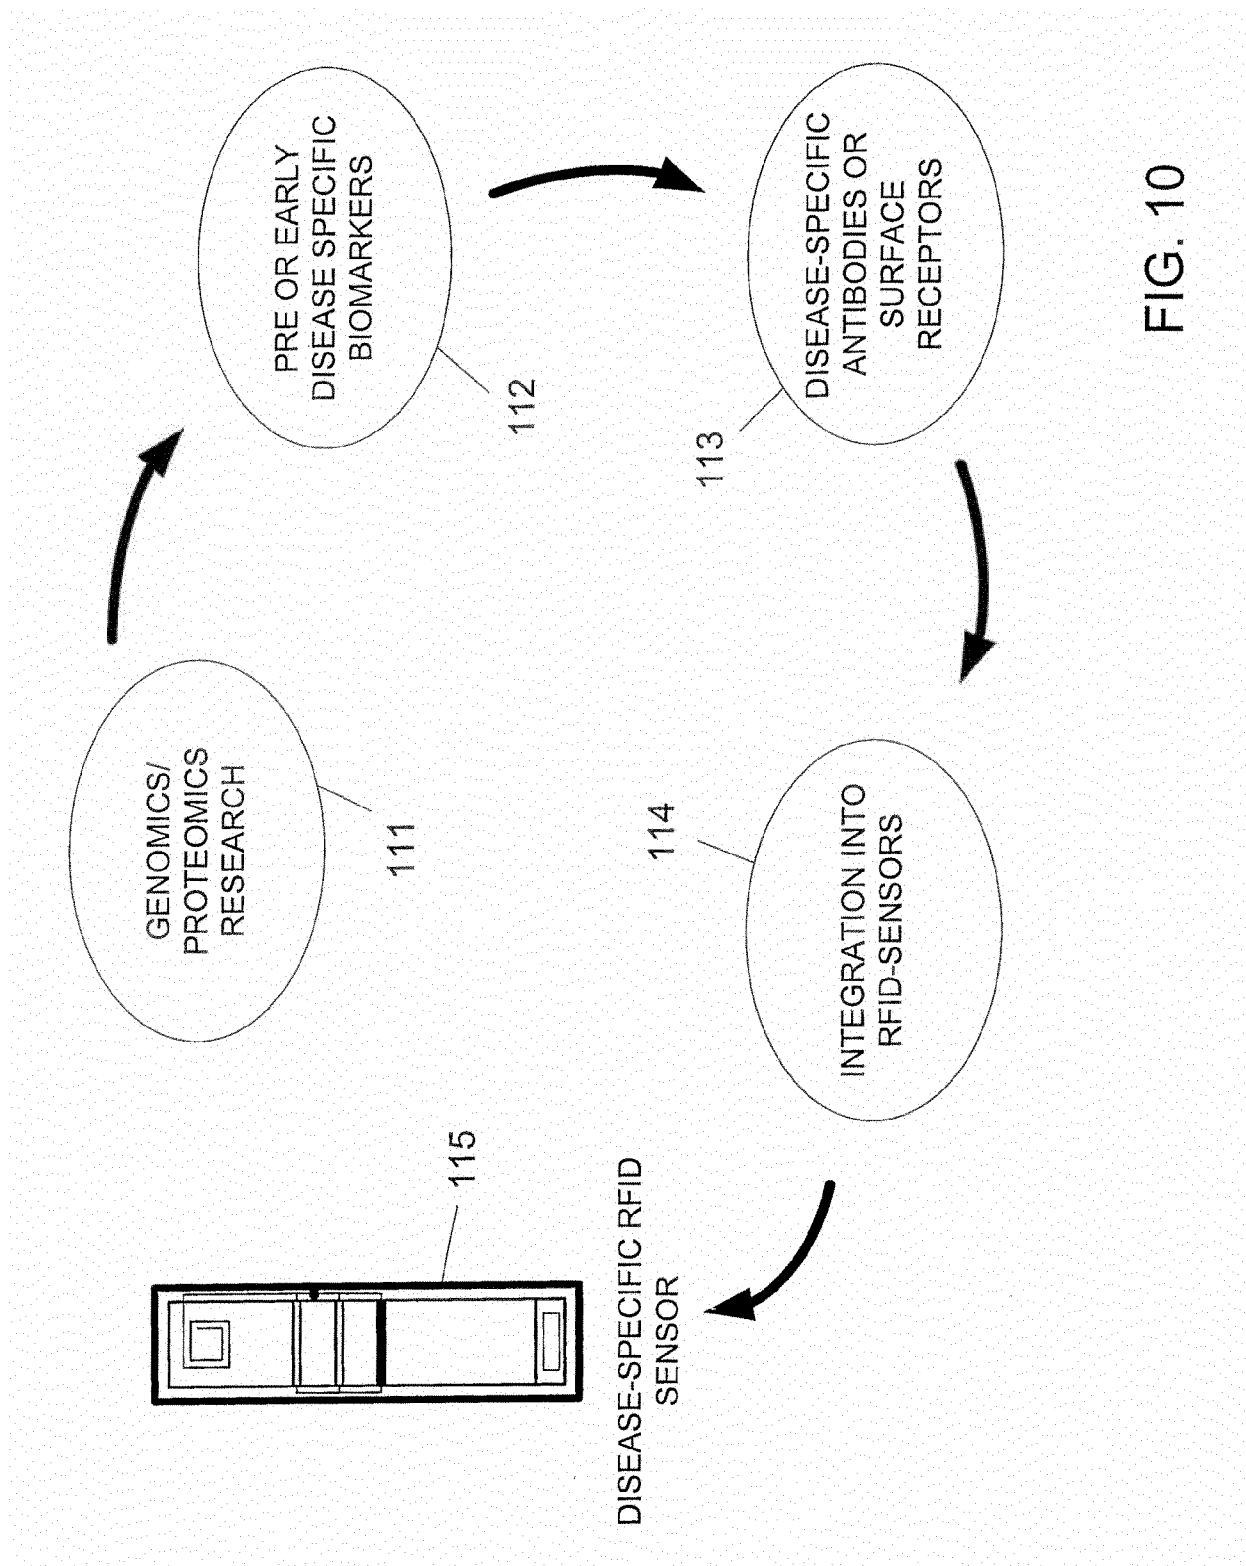 GENOMICS/
PROTEOMICS
RESEARCH
111
PRE OR EARLY
DISEASE SPECIFIC
BIOMARKERS
112
DISEASE-SPECIFIC
ANTIBODIES OR
SURFACE
RECEPTORS
113
INTEGRATION INTO
RFID-SENSORS
114
115
DISEASE-SPECIFIC RFID
SENSOR
FIG. 10